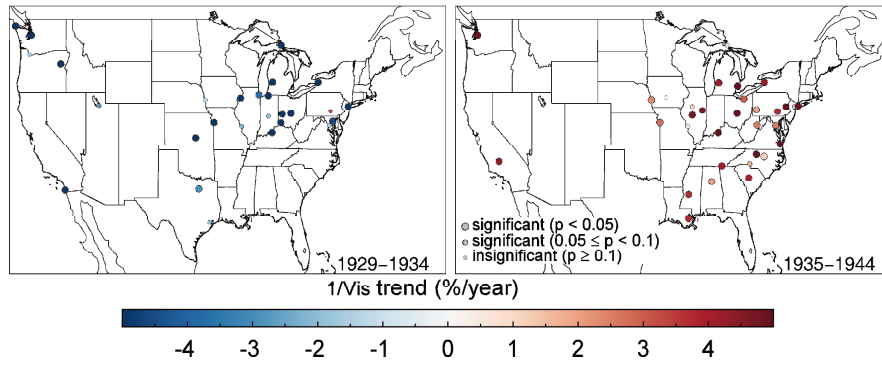 significant (p < 0.05)
significant (0.05 ≤ p < 0.1)
insignificant (p ≥ 0.1)
1929−1934
1935−1944
1/Vis trend (%/year)
-4 -3 -2 -1 0 1 2 3 4